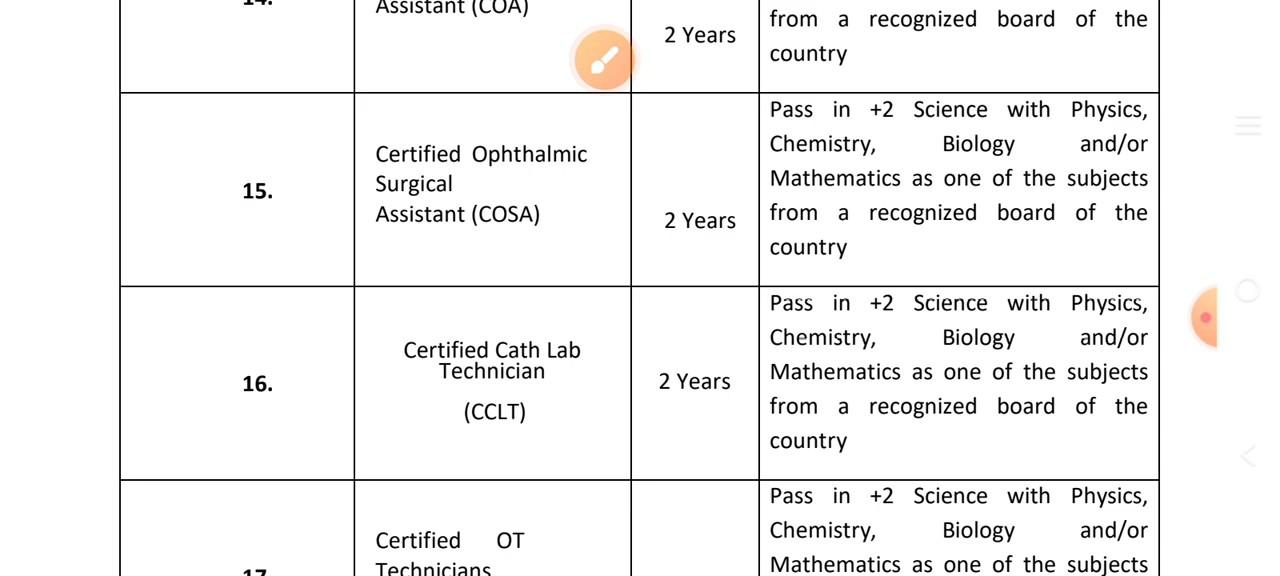 14.
Assistant (COA)
2 Years
from a recognized board of the
country
15.
Certified Ophthalmic
Surgical
Assistant (COSA)
2 Years
Pass in +2 Science with Physics,
Chemistry, Biology and/or
Mathematics as one of the subjects
from a recognized board of the
country
16.
Certified Cath Lab
Technician
(CCLT)
2 Years
Pass in +2 Science with Physics,
Chemistry, Biology and/or
Mathematics as one of the subjects
from a recognized board of the
country
17.
Certified OT
Technicians
Pass in +2 Science with Physics,
Chemistry, Biology and/or
Mathematics as one of the subjects